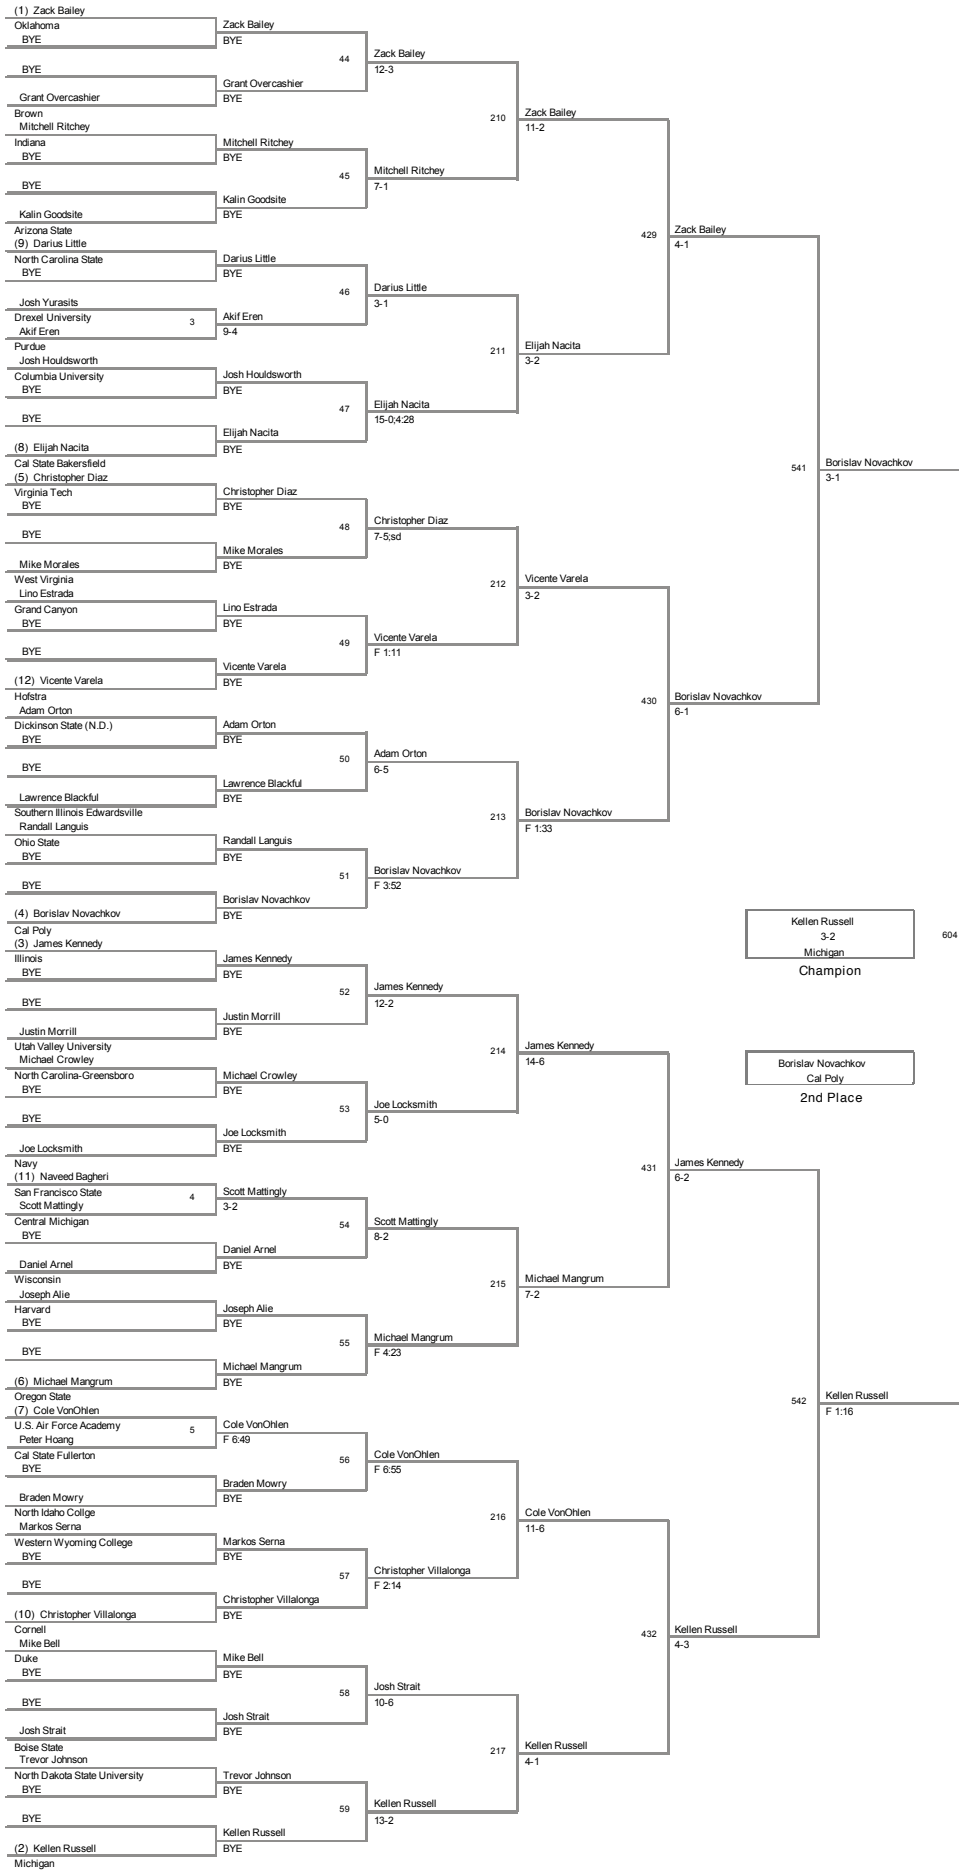 (1) Zack Bailey
Oklahoma
Zack Bailey
BYE
BYE
44
Zack Bailey
12-3
BYE
Grant Overcashier
Grant Overcashier
BYE
Brown
210
Zack Bailey
11-2
Mitchell Ritchey
Indiana
Mitchell Ritchey
BYE
BYE
45
Mitchell Ritchey
7-1
BYE
Kalin Goodsite
Kalin Goodsite
BYE
Arizona State
429
Zack Bailey
4-1
(9) Darius Little
North Carolina State
Darius Little
BYE
BYE
46
Darius Little
3-1
Josh Yurasits
Drexel University
3
Akif Eren
9-4
Akif Eren
Purdue
211
Elijah Nacita
3-2
Josh Houldsworth
Columbia University
Josh Houldsworth
BYE
BYE
47
Elijah Nacita
15-0;4:28
BYE
Elijah Nacita
(8) Elijah Nacita
BYE
Cal State Bakersfield
541
Borislav Novachkov
3-1
(5) Christopher Diaz
Virginia Tech
Christopher Diaz
BYE
BYE
48
Christopher Diaz
7-5;sd
BYE
Mike Morales
Mike Morales
BYE
West Virginia
212
Vicente Varela
3-2
Lino Estrada
Grand Canyon
Lino Estrada
BYE
BYE
49
Vicente Varela
F 1:11
BYE
Vicente Varela
(12) Vicente Varela
BYE
Hofstra
430
Borislav Novachkov
6-1
Adam Orton
Dickinson State (N.D.)
Adam Orton
BYE
BYE
50
Adam Orton
6-5
BYE
Lawrence Blackful
Lawrence Blackful
BYE
Southern Illinois Edwardsville
213
Borislav Novachkov
F 1:33
Randall Languis
Ohio State
Randall Languis
BYE
BYE
51
Borislav Novachkov
F 3:52
BYE
Borislav Novachkov
(4) Borislav Novachkov
BYE
Cal Poly
Kellen Russell
3-2
Michigan
604
Champion
(3) James Kennedy
Illinois
James Kennedy
BYE
BYE
52
James Kennedy
12-2
BYE
Justin Morrill
Justin Morrill
BYE
Utah Valley University
214
James Kennedy
14-6
Borislav Novachkov
Cal Poly
2nd Place
Michael Crowley
North Carolina-Greensboro
Michael Crowley
BYE
BYE
53
Joe Locksmith
5-0
BYE
Joe Locksmith
Joe Locksmith
BYE
Navy
431
James Kennedy
6-2
(11) Naveed Bagheri
San Francisco State
4
Scott Mattingly
3-2
Scott Mattingly
Central Michigan
BYE
54
Scott Mattingly
8-2
Daniel Arnel
Daniel Arnel
BYE
Wisconsin
215
Michael Mangrum
7-2
Joseph Alie
Harvard
Joseph Alie
BYE
BYE
55
Michael Mangrum
F 4:23
BYE
Michael Mangrum
(6) Michael Mangrum
BYE
Oregon State
542
Kellen Russell
F 1:16
(7) Cole VonOhlen
U.S. Air Force Academy
5
Cole VonOhlen
F 6:49
Peter Hoang
Cal State Fullerton
BYE
56
Cole VonOhlen
F 6:55
Braden Mowry
Braden Mowry
BYE
North Idaho Collge
216
Cole VonOhlen
11-6
Markos Serna
Western Wyoming College
Markos Serna
BYE
BYE
57
Christopher Villalonga
F 2:14
BYE
Christopher Villalonga
(10) Christopher Villalonga
BYE
Cornell
432
Kellen Russell
4-3
Mike Bell
Duke
Mike Bell
BYE
BYE
58
Josh Strait
10-6
BYE
Josh Strait
Josh Strait
BYE
Boise State
217
Kellen Russell
4-1
Trevor Johnson
North Dakota State University
Trevor Johnson
BYE
BYE
59
Kellen Russell
13-2
BYE
Kellen Russell
(2) Kellen Russell
BYE
Michigan